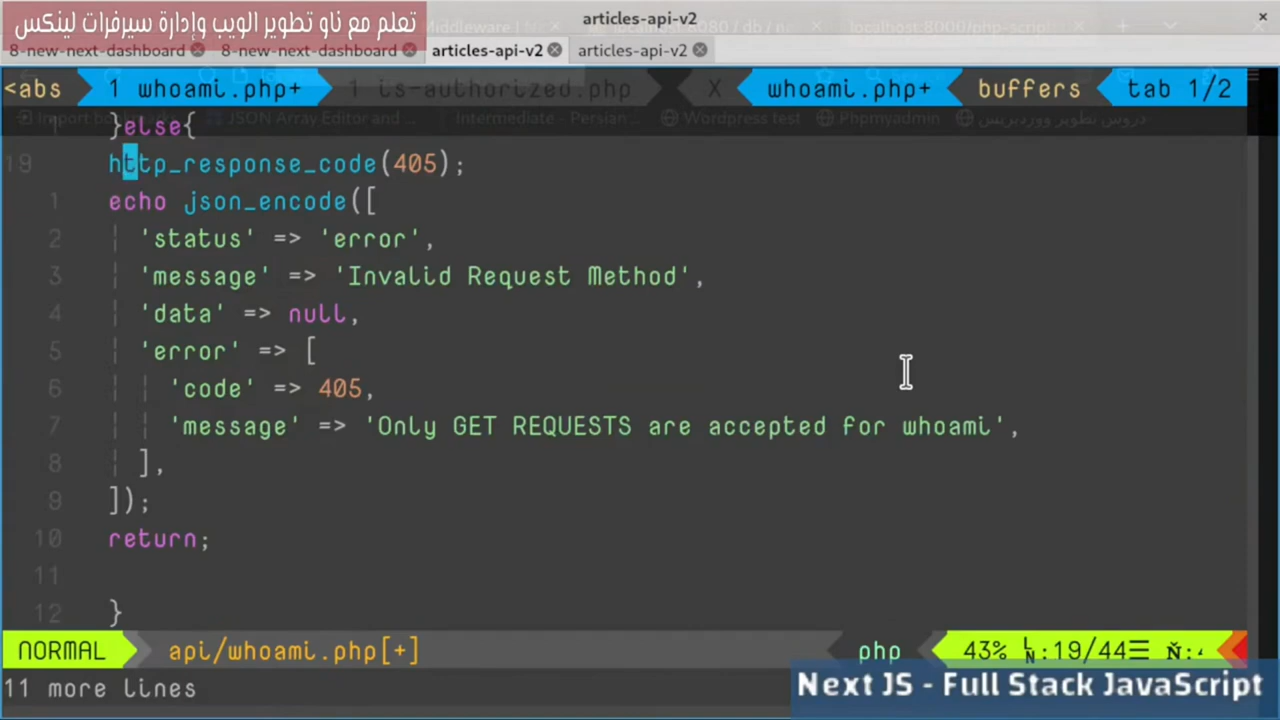 articles-api-v2
تعلم مع ناو تطوير الويب وإدارة سيرفرات لينكس
8-new-next-dashboard 8-new-next-dashboard articles-api-v2 articles-api-v2
<abs 1 whoami.php+ 1 is-authorized.php X whoami.php+ buffers tab 1/2
1 }else{
19 http_response_code(405);
1 echo json_encode([
2 'status' => 'error',
3 'message' => 'Invalid Request Method',
4 'data' => null,
5 'error' => [
6 'code' => 405,
7 'message' => 'Only GET REQUESTS are accepted for whoami',
8 ],
9 ]);
10 return;
11
12 }
NORMAL api/whoami.php[+] php 43% LN:19/44☰
11 more lines
Next JS - Full Stack JavaScript